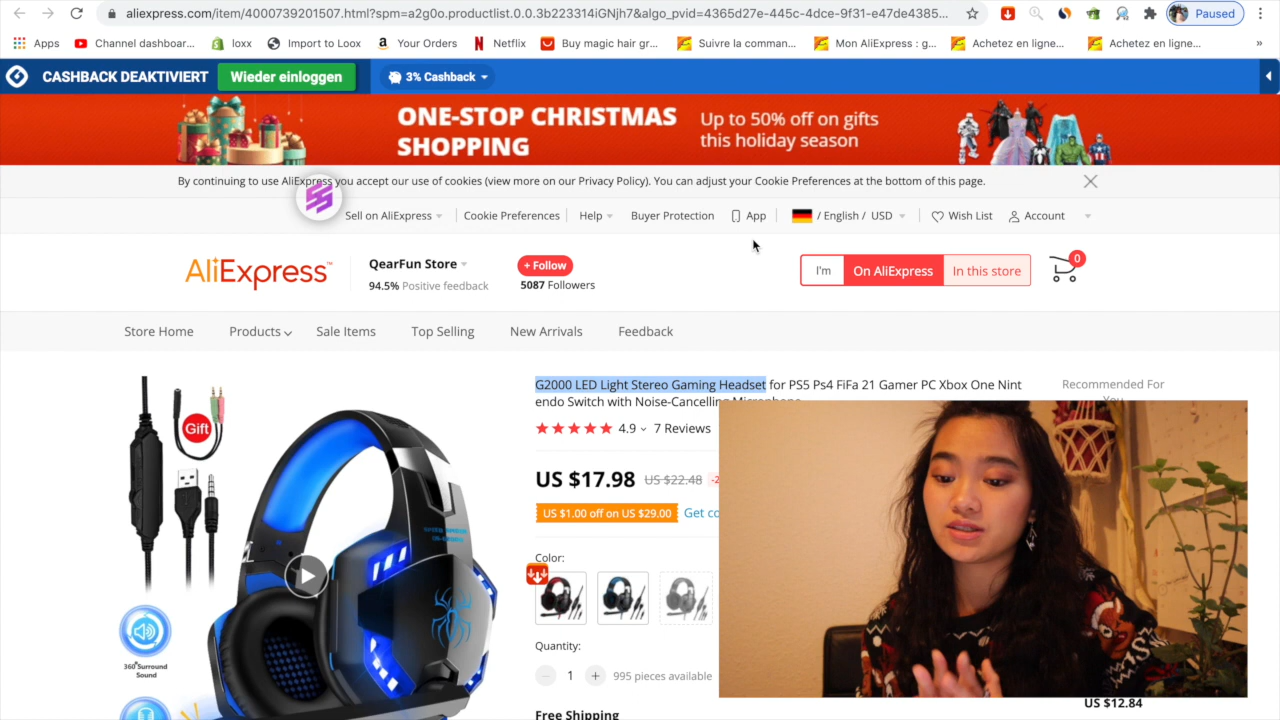 aliexpress.com/item/4000739201507.html?spm=a2g0o.productlist.0.0.3b223314iGNjh7&algo_pvid=4365d27e-445c-4dce-9f31-e47de4385...
Paused
Apps
Channel dashboar...
loxx
Import to Loox
Your Orders
Netflix
Buy magic hair gr...
Suivre la comman...
Mon AliExpress : g...
Achetez en ligne...
Achetez en ligne...
»
CASHBACK DEAKTIVIERT
Wieder einloggen
3% Cashback
ONE-STOP CHRISTMAS
SHOPPING
Up to 50% off on gifts
this holiday season
By continuing to use AliExpress you accept our use of cookies (view more on our Privacy Policy). You can adjust your Cookie Preferences at the bottom of this page.
Sell on AliExpress
Cookie Preferences
Help
Buyer Protection
App
/ English / USD
Wish List
Account
AliExpress™
QearFun Store
94.5% Positive feedback
+ Follow
5087 Followers
I'm
On AliExpress
In this store
0
Store Home
Products
Sale Items
Top Selling
New Arrivals
Feedback
Gift
360°Surround
Sound
G2000 LED Light Stereo Gaming Headset for PS5 Ps4 FiFa 21 Gamer PC Xbox One Nint
endo Switch with Noise-Cancelling Microphone
4.9
7 Reviews
US $17.98
US $22.48
-2
US $1.00 off on US $29.00
Get co
Color:
Quantity:
1
995 pieces available
Free Shipping
Recommended For
You
US $12.84